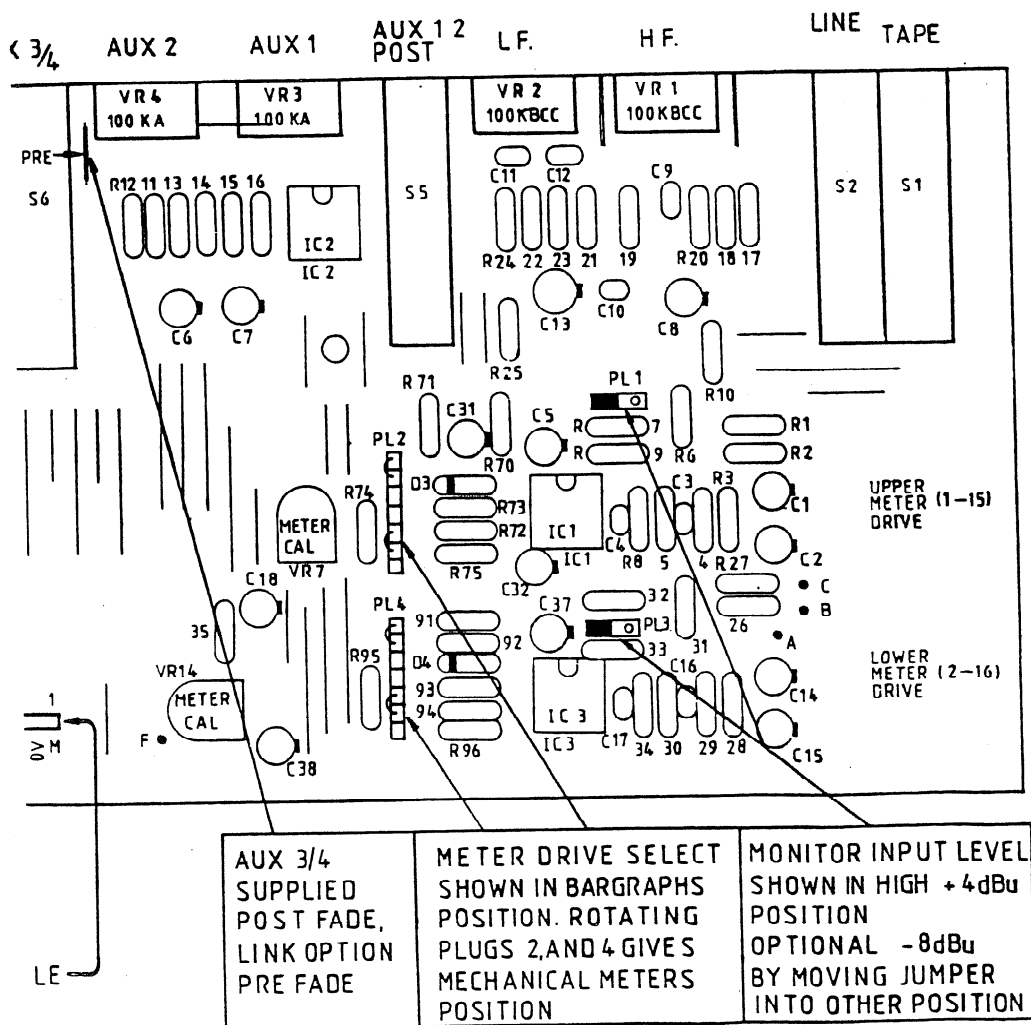 K 3/4 AUX 2 AUX 1 AUX 1 2 POST L F. H F. LINE TAPE
VR 4 100 KA
VR 3 100 KA
VR 2 100KBCC
VR 1 100KBCC
PRE
S6
S5
S2
S1
R12 11 13 14 15 16
IC2
IC 2
C11
C12
C9
R24 22 23 21 19 R20 18 17
C6
C7
C13
C10
C8
R25
R10
R71
C31
R70
C5
PL 1
R 7
R 9
R6
R1
R2
PL2
R74
D3
R73
R72
R75
METER
CAL
VR7
IC1
IC1
C4
R8
5
C3
4
R3
R27
C1
C2
UPPER
METER (1-15)
DRIVE
C18
35
C32
C37
C
B
A
26
PL4
91
92
D4
93
94
R96
R95
32
PL3
33
31
C16
LOWER
METER (2-16)
DRIVE
VR14
METER
CAL
F
C38
IC 3
IC3
C17
34
30
29
28
C14
C15
1
0V M
LE
AUX 3/4
SUPPLIED
POST FADE,
LINK OPTION
PRE FADE
METER DRIVE SELECT
SHOWN IN BARGRAPHS
POSITION. ROTATING
PLUGS 2,AND 4 GIVES
MECHANICAL METERS
POSITION
MONITOR INPUT LEVEL
SHOWN IN HIGH +4dBu
POSITION
OPTIONAL -8dBu
BY MOVING JUMPER
INTO OTHER POSITION